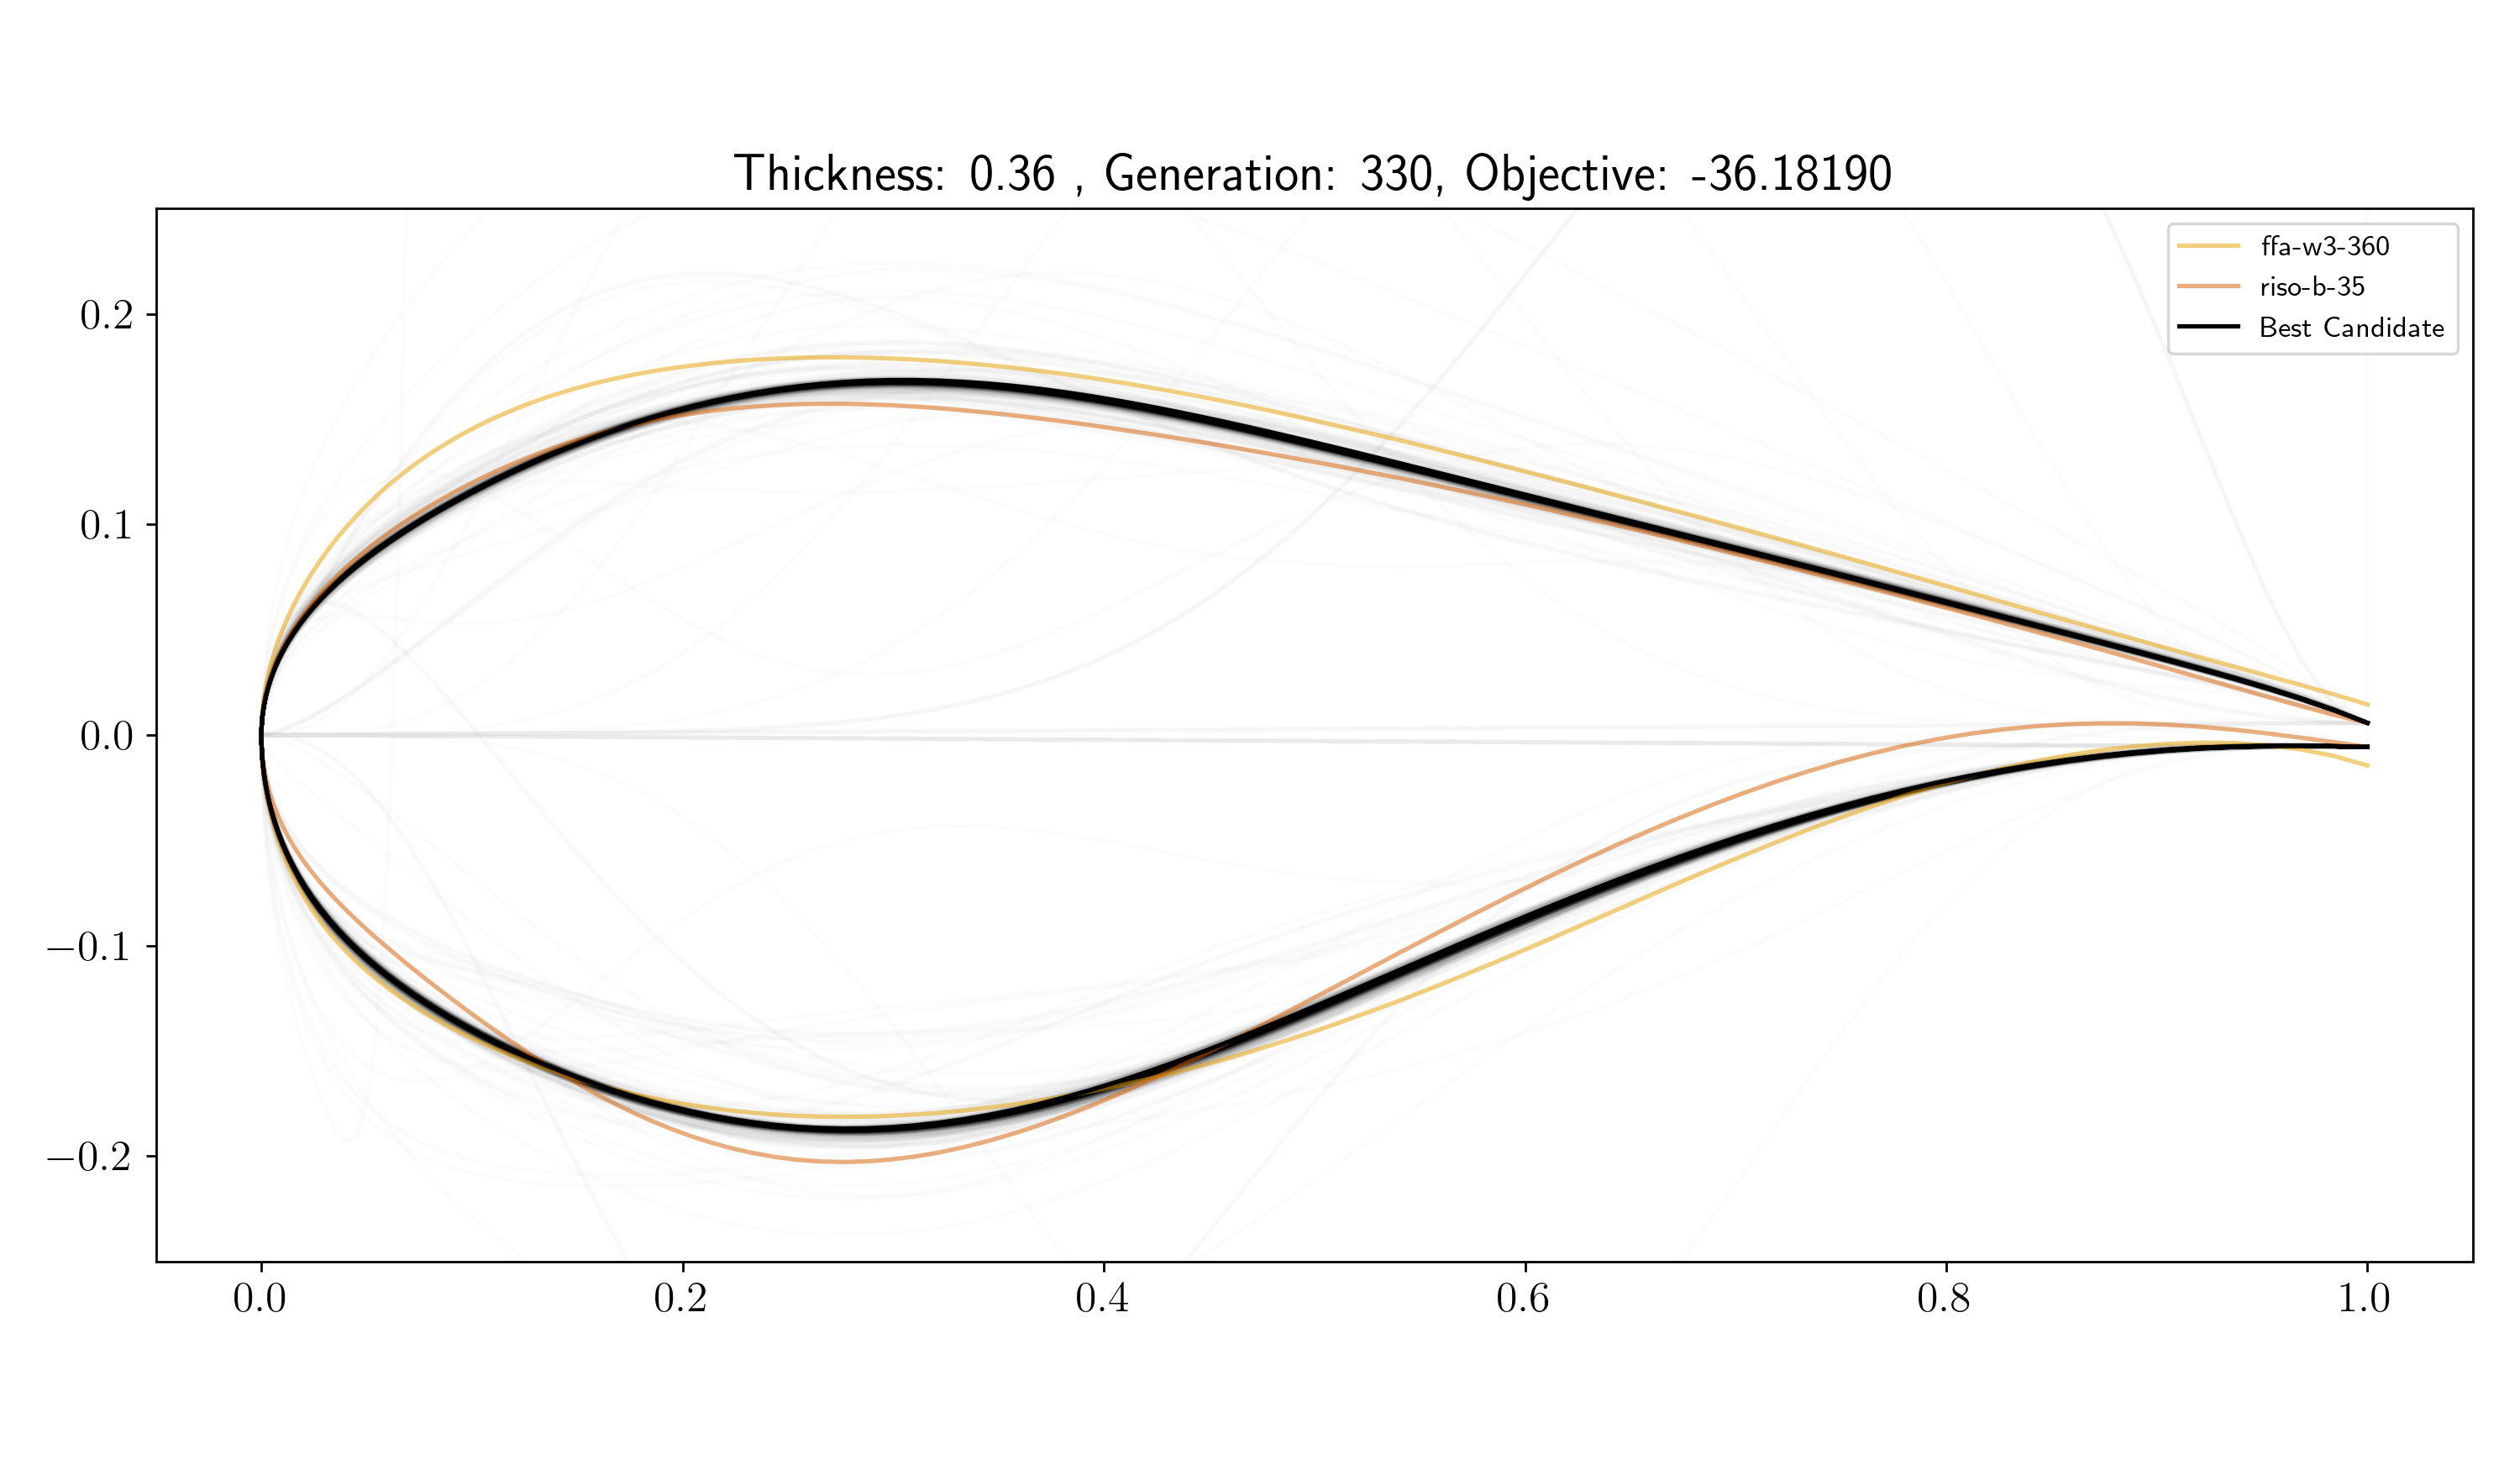 Thickness: 0.36 , Generation: 330, Objective: -36.18190
ffa-w3-360
riso-b-35
Best Candidate
0.2
0.1
0.0
−0.1
−0.2
0.0 0.2 0.4 0.6 0.8 1.0